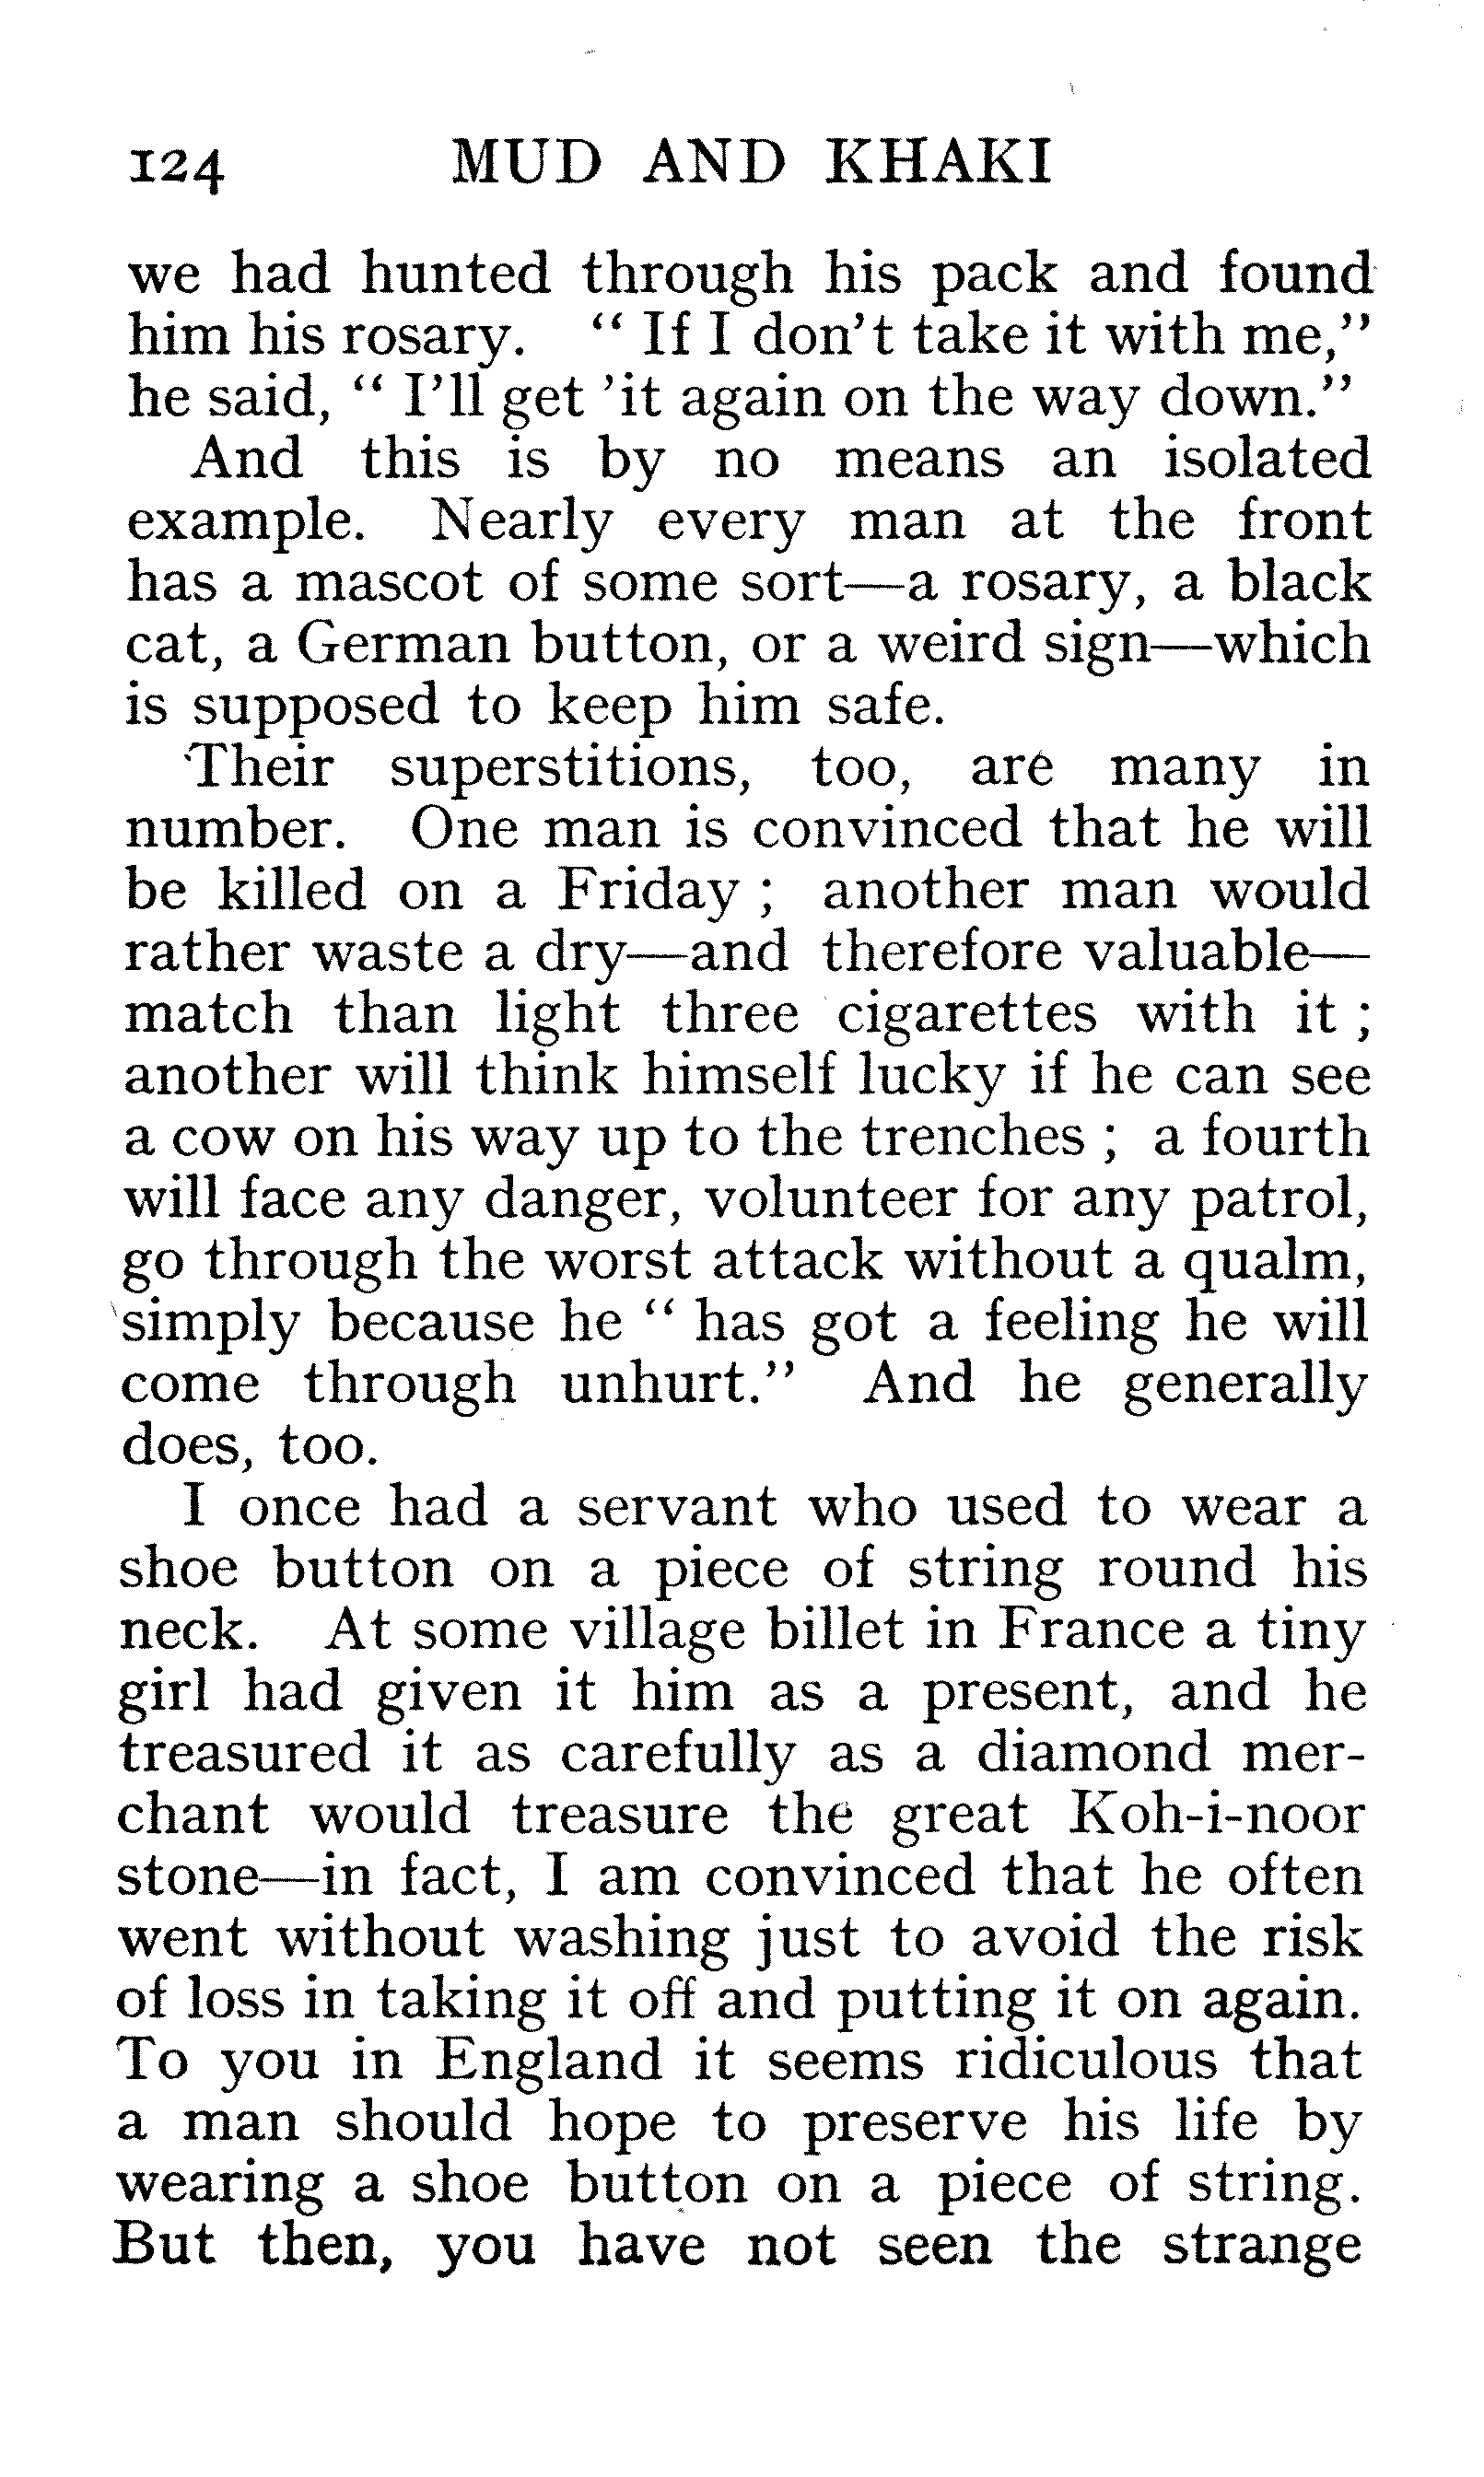 124 MUD AND KHAKI
we had hunted through his pack and found
him his rosary. “ If I don’t take it with me,”
he said, “ I’ll get ’it again on the way down.”
And this is by no means an isolated
example. Nearly every man at the front
has a mascot of some sort—a rosary, a black
cat, a German button, or a weird sign—which
is supposed to keep him safe.
Their superstitions, too, are many in
number. One man is convinced that he will
be killed on a Friday ; another man would
rather waste a dry—and therefore valuable—
match than light three cigarettes with it ;
another will think himself lucky if he can see
a cow on his way up to the trenches ; a fourth
will face any danger, volunteer for any patrol,
go through the worst attack without a qualm,
simply because he “ has got a feeling he will
come through unhurt.” And he generally
does, too.
I once had a servant who used to wear a
shoe button on a piece of string round his
neck. At some village billet in France a tiny
girl had given it him as a present, and he
treasured it as carefully as a diamond mer-
chant would treasure the great Koh-i-noor
stone—in fact, I am convinced that he often
went without washing just to avoid the risk
of loss in taking it off and putting it on again.
To you in England it seems ridiculous that
a man should hope to preserve his life by
wearing a shoe button on a piece of string.
But then, you have not seen the strange